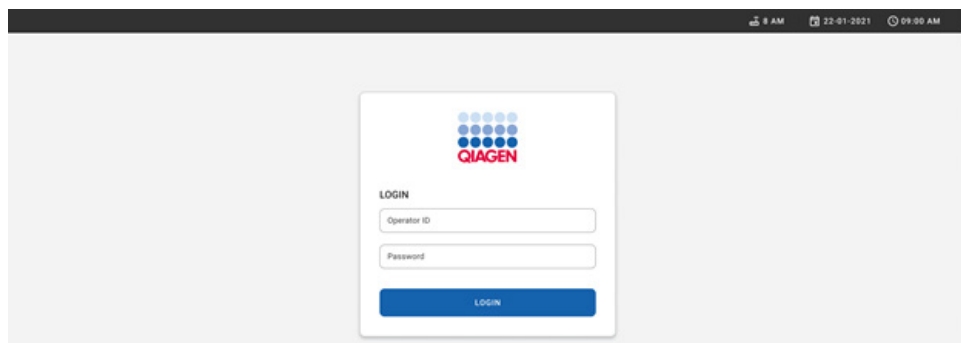 8 AM 22-01-2021 09:00 AM
QIAGEN
LOGIN
Operator ID
Password
LOGIN